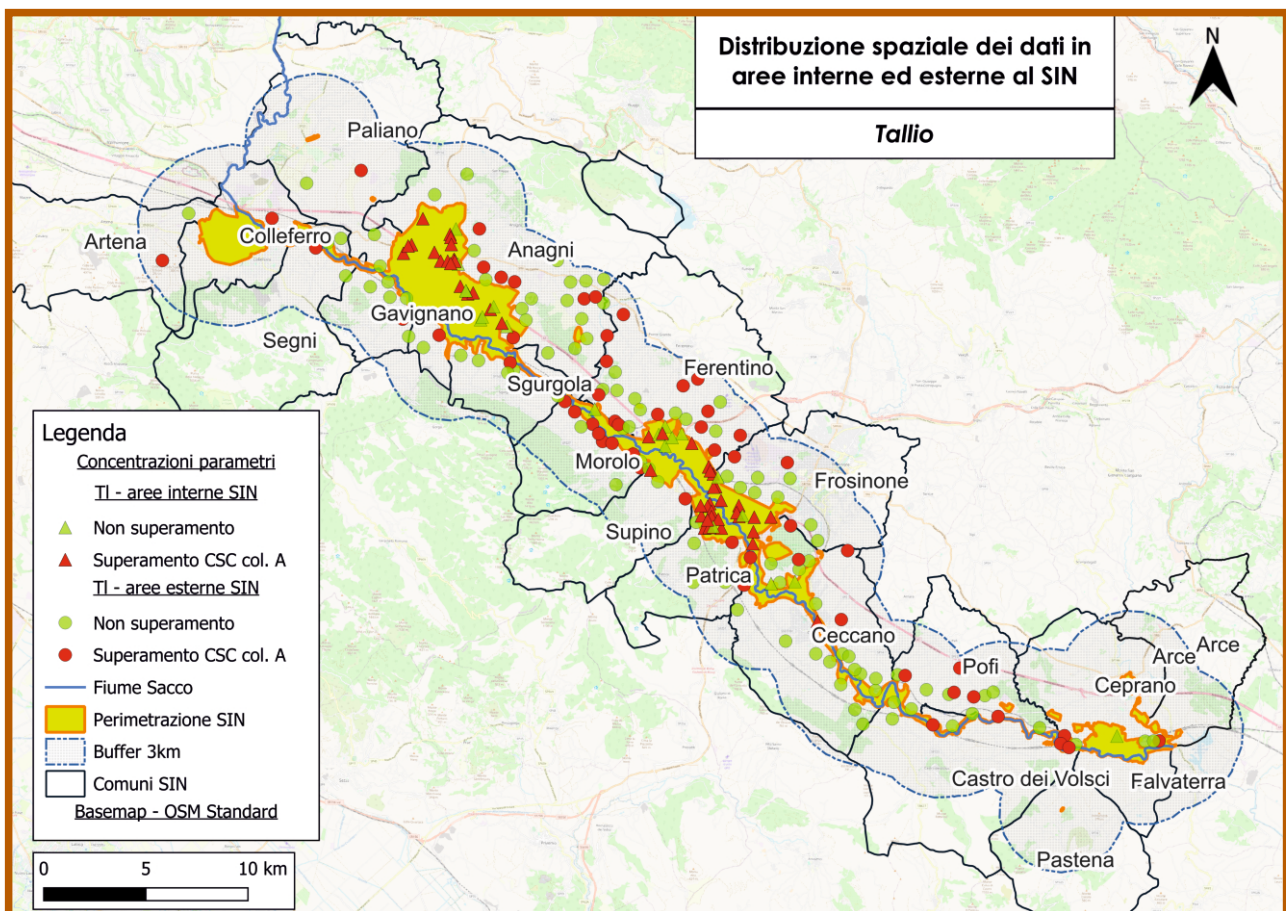 Distribuzione spaziale dei dati in
aree interne ed esterne al SIN
Tallio
N
Paliano
Artena
Colleferro
Anagni
Gavignano
Segni
Sgurgola
Ferentino
Morolo
Frosinone
Supino
Patrica
Ceccano
Pofi
Arce
Arce
Ceprano
Castro dei Volsci
Falvaterra
Pastena
Legenda
Concentrazioni parametri
Tl - aree interne SIN
Non superamento
Superamento CSC col. A
Tl - aree esterne SIN
Non superamento
Superamento CSC col. A
Fiume Sacco
Perimetrazione SIN
Buffer 3km
Comuni SIN
Basemap - OSM Standard
0 5 10 km